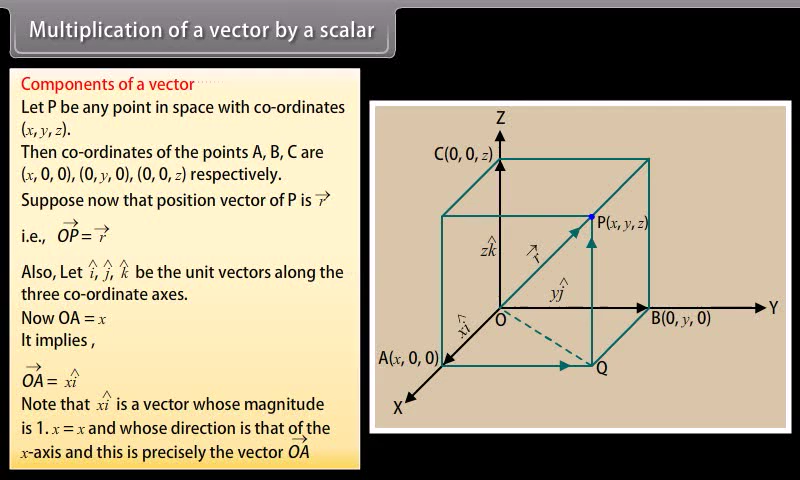 Multiplication of a vector by a scalar
Components of a vector
Let P be any point in space with co-ordinates
(x, y, z).
Then co-ordinates of the points A, B, C are
(x, 0, 0), (0, y, 0), (0, 0, z) respectively.
Suppose now that position vector of P is r⃗
i.e., OP⃗ = r⃗
Also, Let î, ĵ, k̂ be the unit vectors along the
three co-ordinate axes.
Now OA = x
It implies ,
OA⃗ = xî
Note that xî is a vector whose magnitude
is 1. x = x and whose direction is that of the
x-axis and this is precisely the vector OA⃗
Z
C(0, 0, z)
P(x, y, z)
zk̂
r⃗
yĵ
Y
O
B(0, y, 0)
xî
A(x, 0, 0)
Q
X